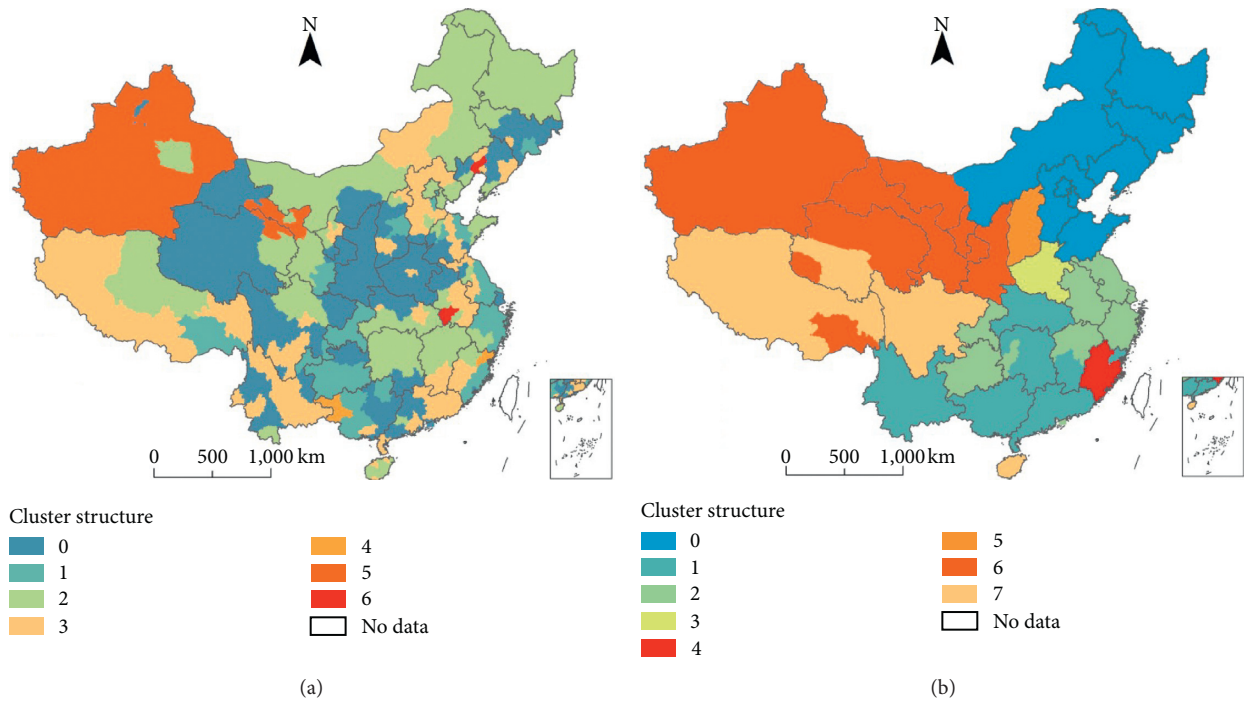 N
0 500 1,000 km
Cluster structure
0 4
1 5
2 6
3 No data
(a)
N
0 500 1,000 km
Cluster structure
0 5
1 6
2 7
3 No data
4
(b)